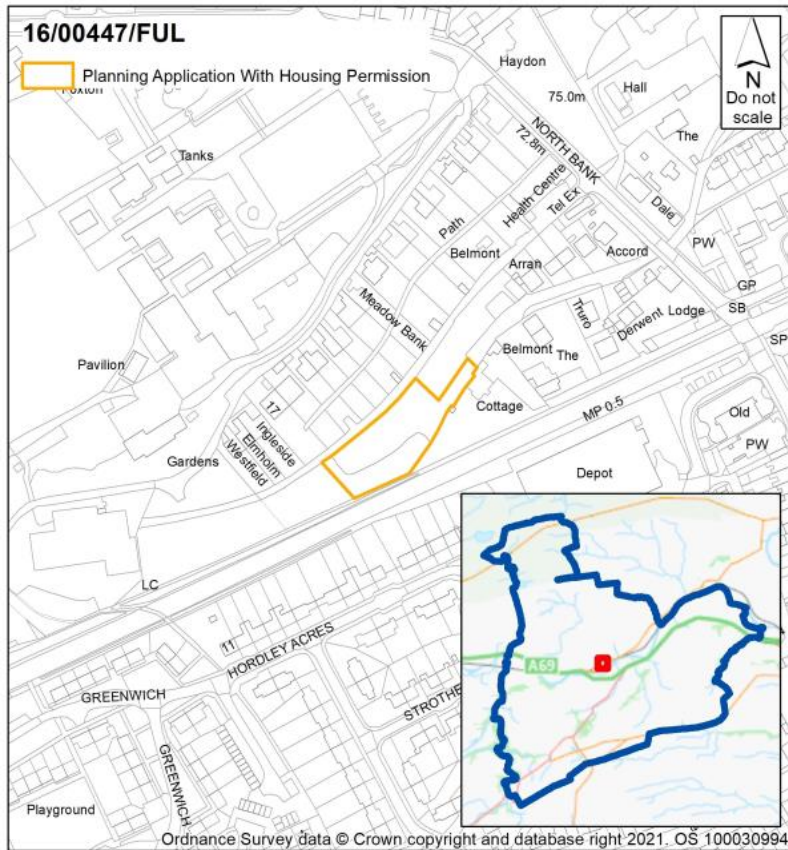 16/00447/FUL
Planning Application With Housing Permission
N
Do not
scale
Haydon
Hall
75.0m
The
72.8m
NORTH BANK
Tanks
Health Centre
Tel Ex
Dale
Path
Belmont
Accord
PW
Arran
GP
Meadow Bank
Truro
Derwent Lodge
SB
SP
Pavilion
Belmont
The
Cottage
MP 0.5
Old
PW
17
Ingleside
Elmholm
Westfield
Gardens
Depot
LC
11
HORDLEY ACRES
A69
GREENWICH
STROTHE
GREENWICH
Playground
Ordnance Survey data © Crown copyright and database right 2021. OS 100030994